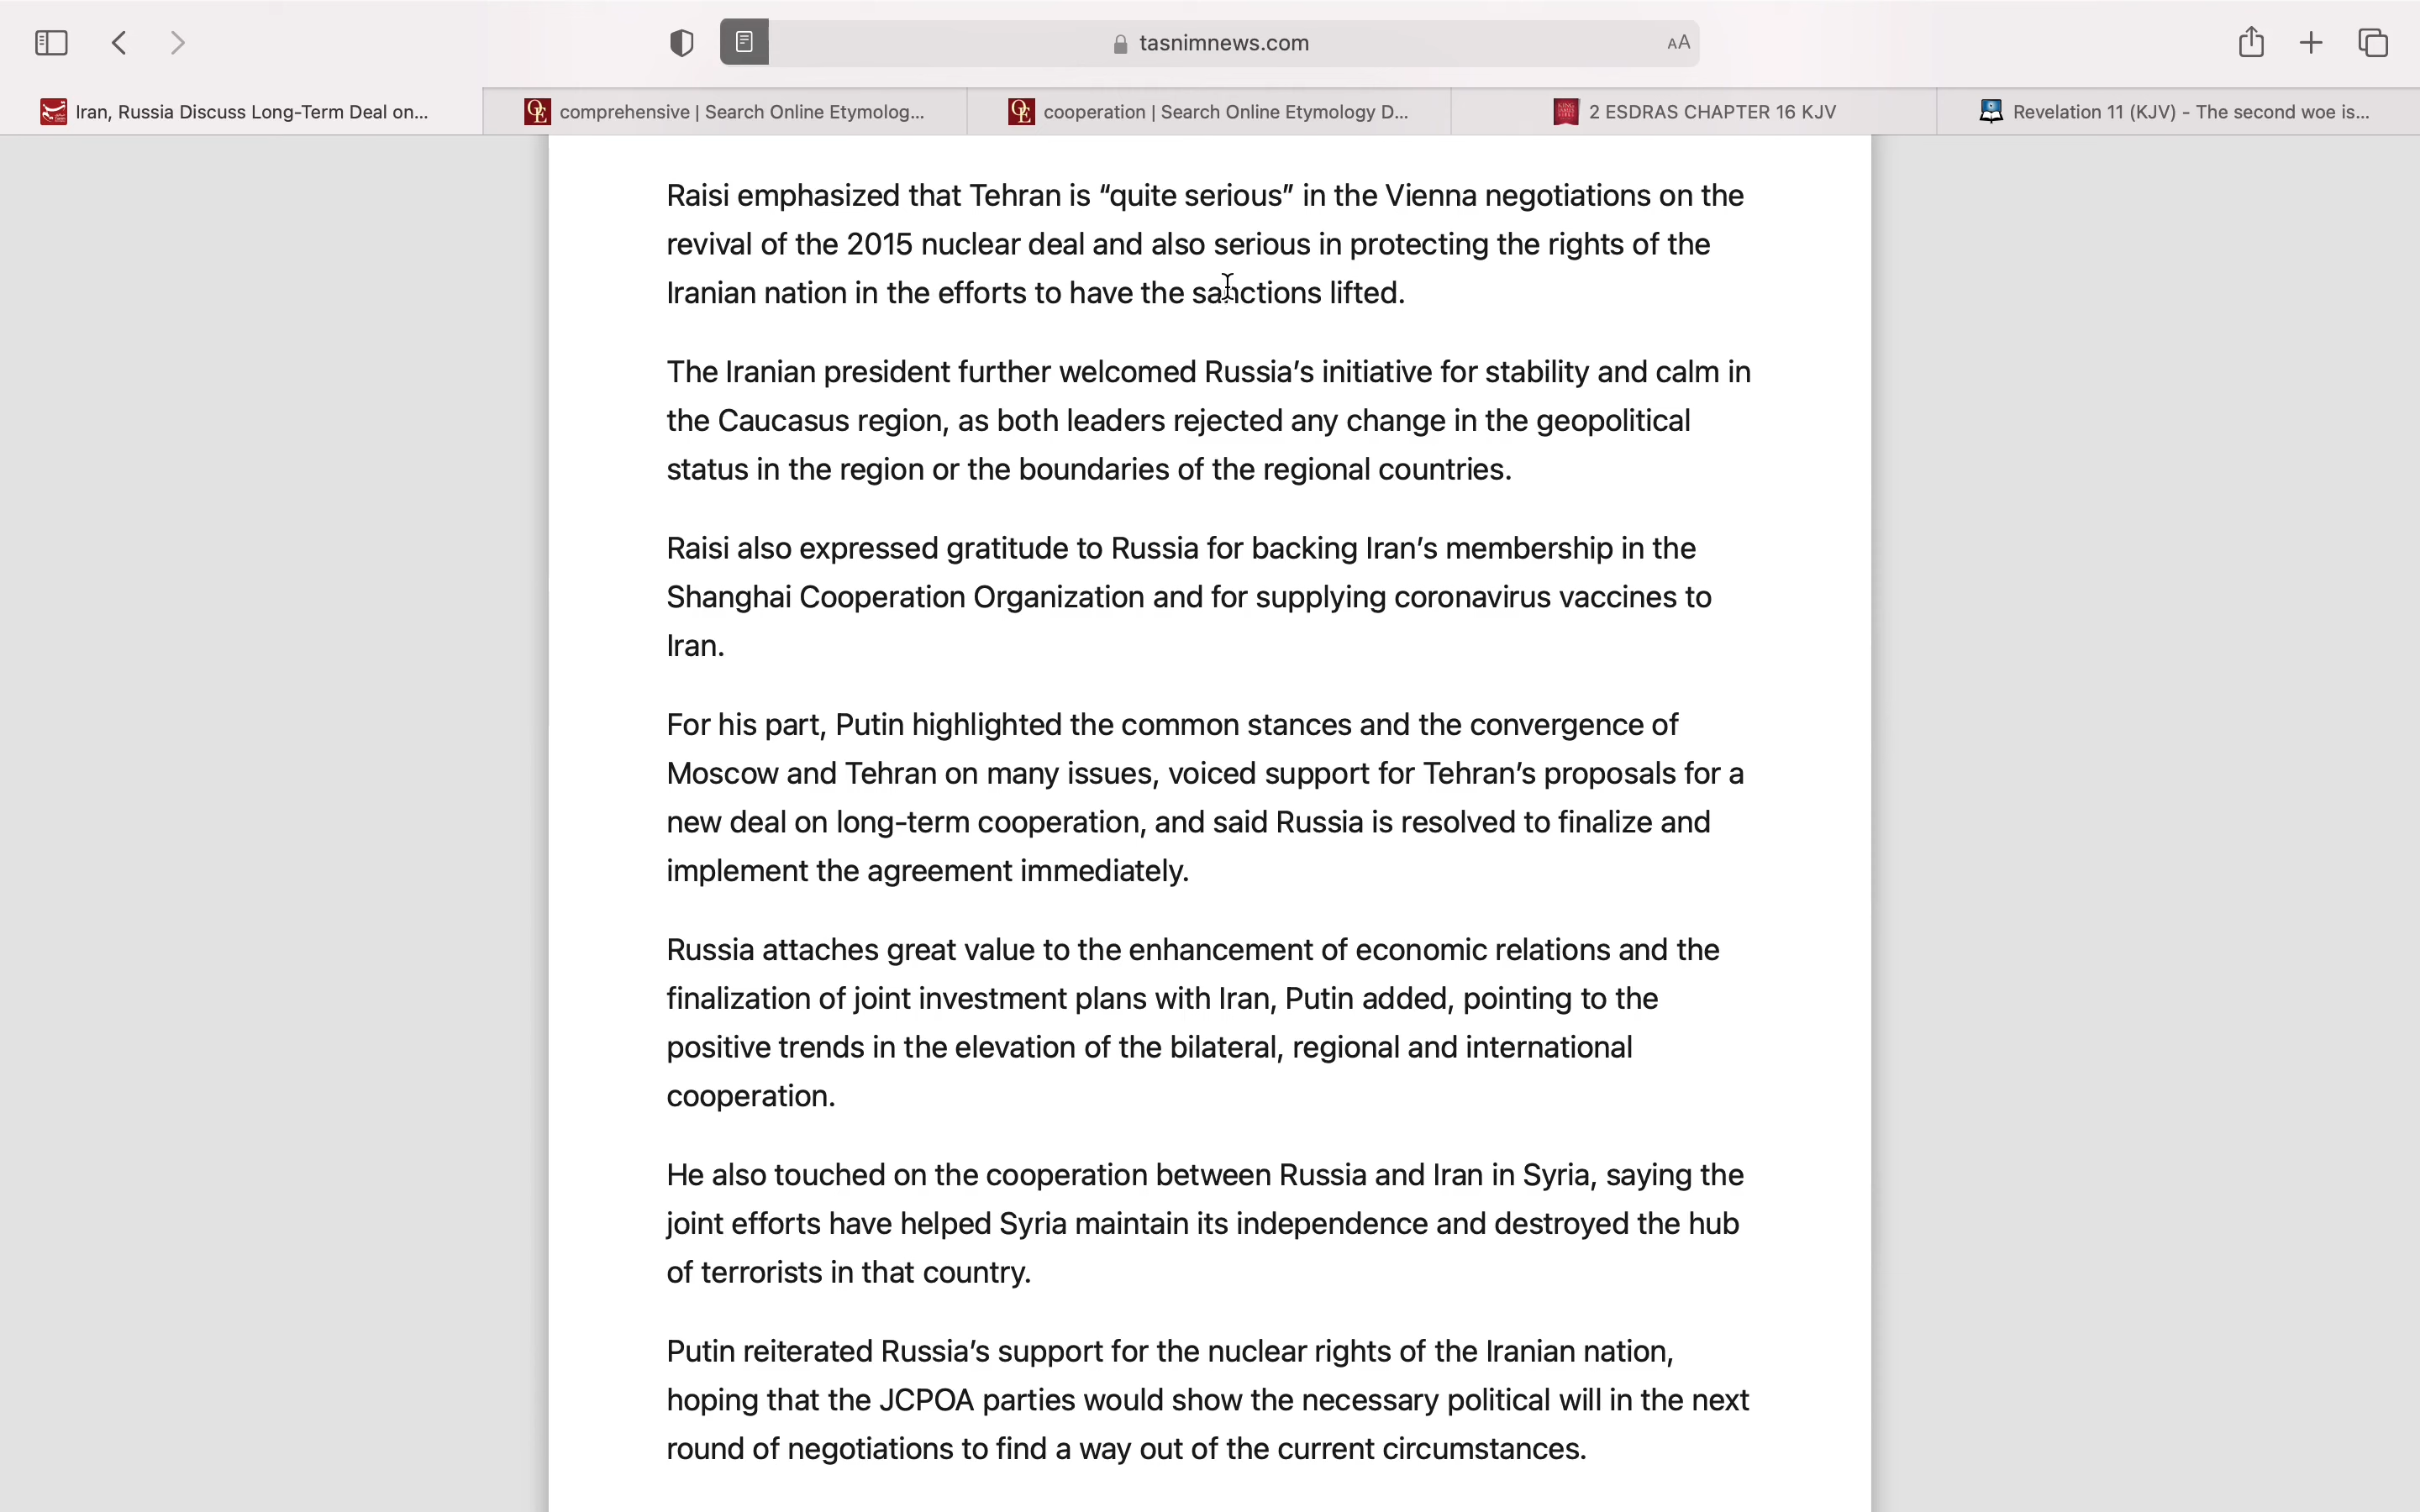 tasnimnews.com
AA
Iran, Russia Discuss Long-Term Deal on...
comprehensive | Search Online Etymolog...
cooperation | Search Online Etymology D...
2 ESDRAS CHAPTER 16 KJV
Revelation 11 (KJV) - The second woe is...
Raisi emphasized that Tehran is “quite serious” in the Vienna negotiations on the
revival of the 2015 nuclear deal and also serious in protecting the rights of the
Iranian nation in the efforts to have the sanctions lifted.
The Iranian president further welcomed Russia’s initiative for stability and calm in
the Caucasus region, as both leaders rejected any change in the geopolitical
status in the region or the boundaries of the regional countries.
Raisi also expressed gratitude to Russia for backing Iran’s membership in the
Shanghai Cooperation Organization and for supplying coronavirus vaccines to
Iran.
For his part, Putin highlighted the common stances and the convergence of
Moscow and Tehran on many issues, voiced support for Tehran’s proposals for a
new deal on long-term cooperation, and said Russia is resolved to finalize and
implement the agreement immediately.
Russia attaches great value to the enhancement of economic relations and the
finalization of joint investment plans with Iran, Putin added, pointing to the
positive trends in the elevation of the bilateral, regional and international
cooperation.
He also touched on the cooperation between Russia and Iran in Syria, saying the
joint efforts have helped Syria maintain its independence and destroyed the hub
of terrorists in that country.
Putin reiterated Russia’s support for the nuclear rights of the Iranian nation,
hoping that the JCPOA parties would show the necessary political will in the next
round of negotiations to find a way out of the current circumstances.